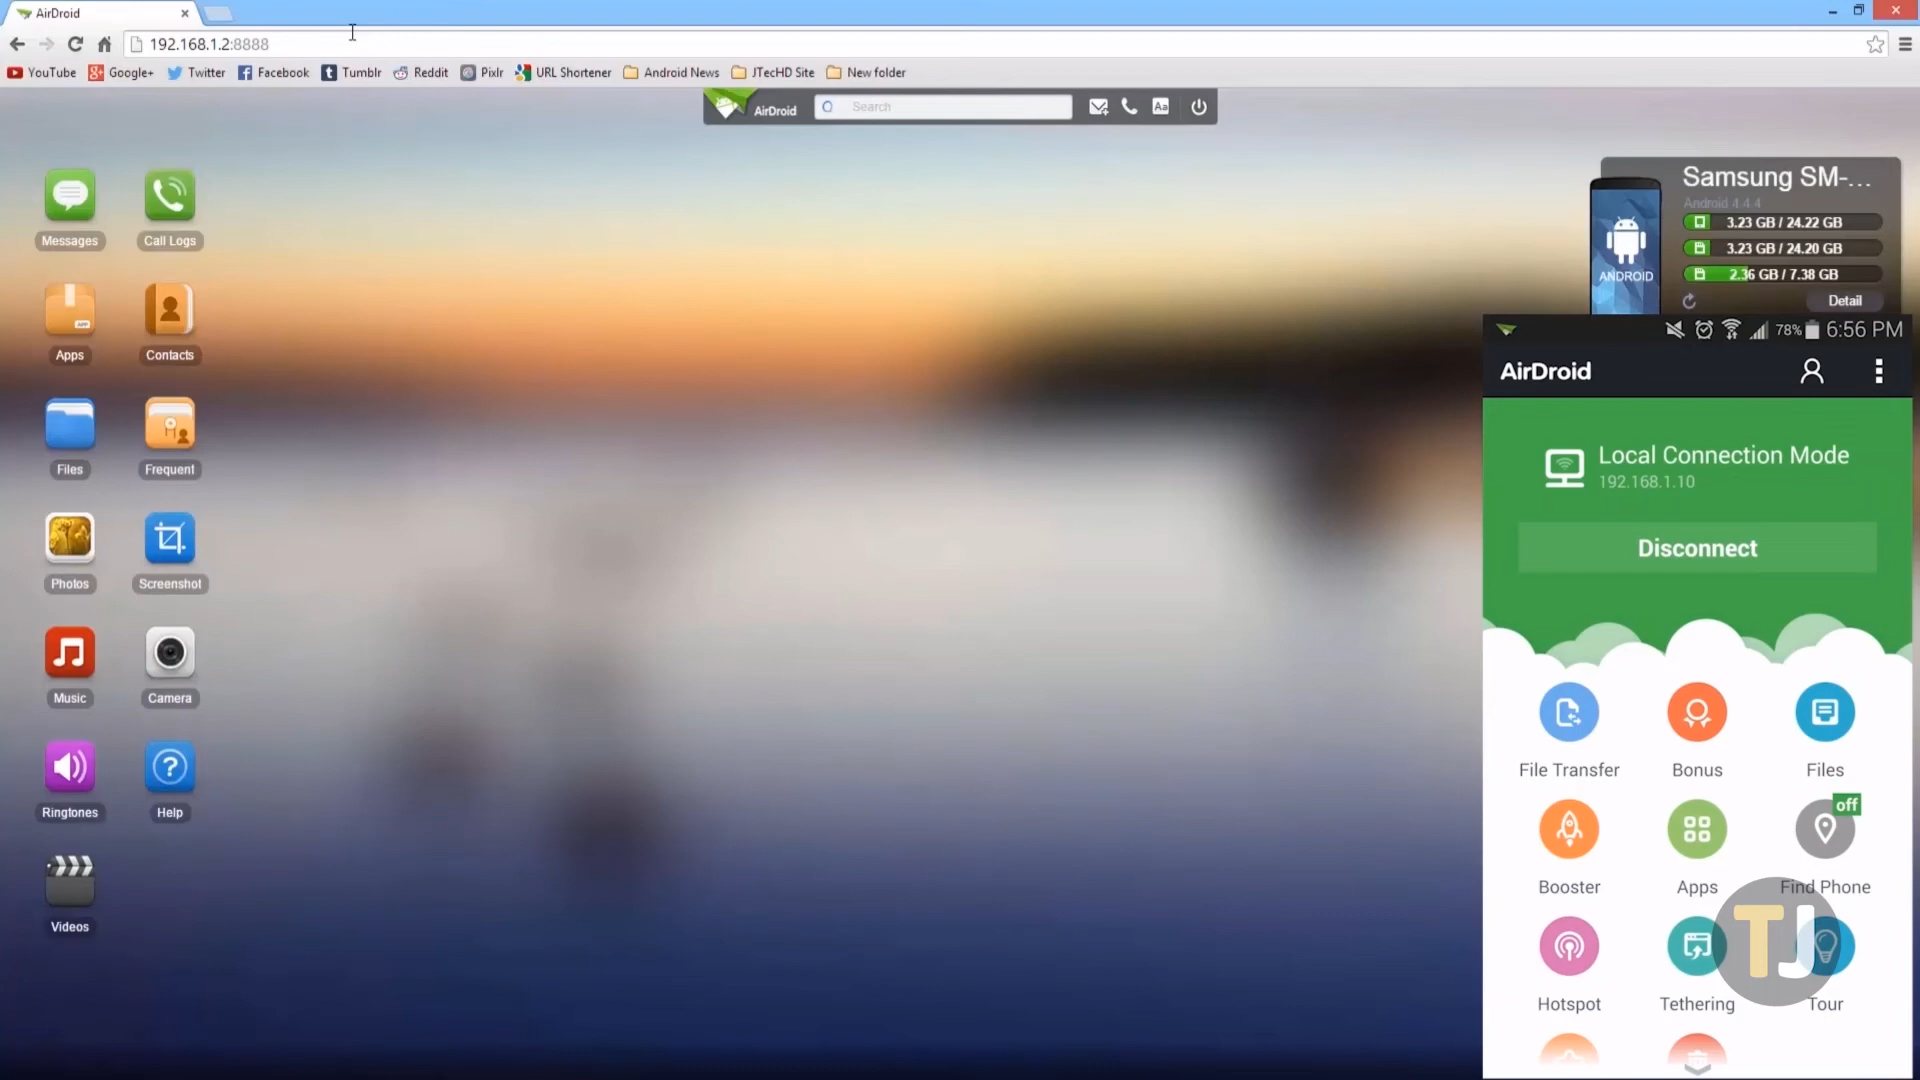 AirDroid
192.168.1.2:8888
YouTube Google+ Twitter Facebook Tumblr Reddit Pixlr URL Shortener Android News JTecHD Site New folder
AirDroid Search Aa
Messages Call Logs
APP
Apps Contacts
Files Frequent
Photos Screenshot
Music Camera
Ringtones Help
Videos
Samsung SM-...
Android 4.4.4
3.23 GB / 24.22 GB
3.23 GB / 24.20 GB
2.36 GB / 7.38 GB
ANDROID
Detail
78% 6:56 PM
AirDroid
Local Connection Mode
192.168.1.10
Disconnect
File Transfer Bonus Files
off
Booster Apps Find Phone
Hotspot Tethering Tour
TJ